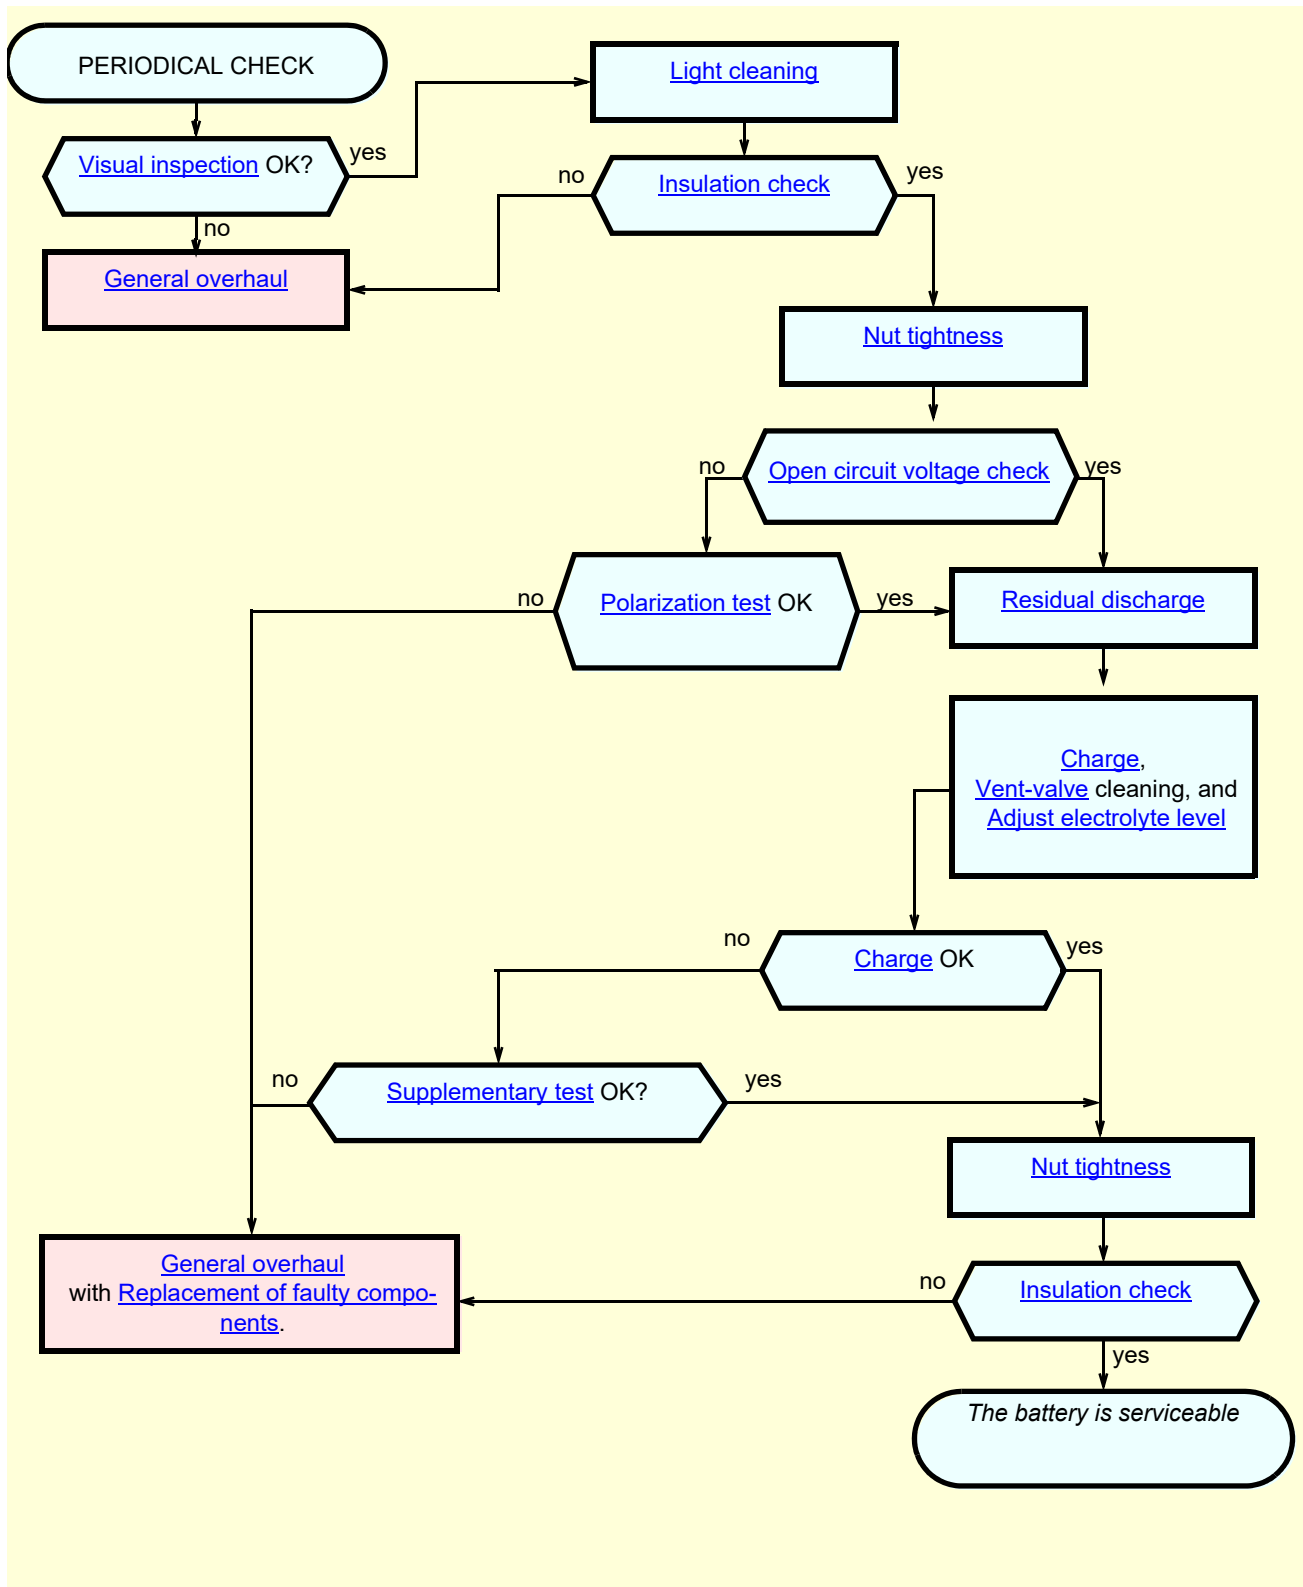 PERIODICAL CHECK
Light cleaning
Visual inspection OK?
yes
no
Insulation check
yes
no
General overhaul
Nut tightness
no
Open circuit voltage check
yes
no
Polarization test OK
yes
Residual discharge
Charge,
Vent-valve cleaning, and
Adjust electrolyte level
no
Charge OK
yes
no
Supplementary test OK?
yes
Nut tightness
General overhaul
with Replacement of faulty compo-
nents.
no
Insulation check
yes
The battery is serviceable